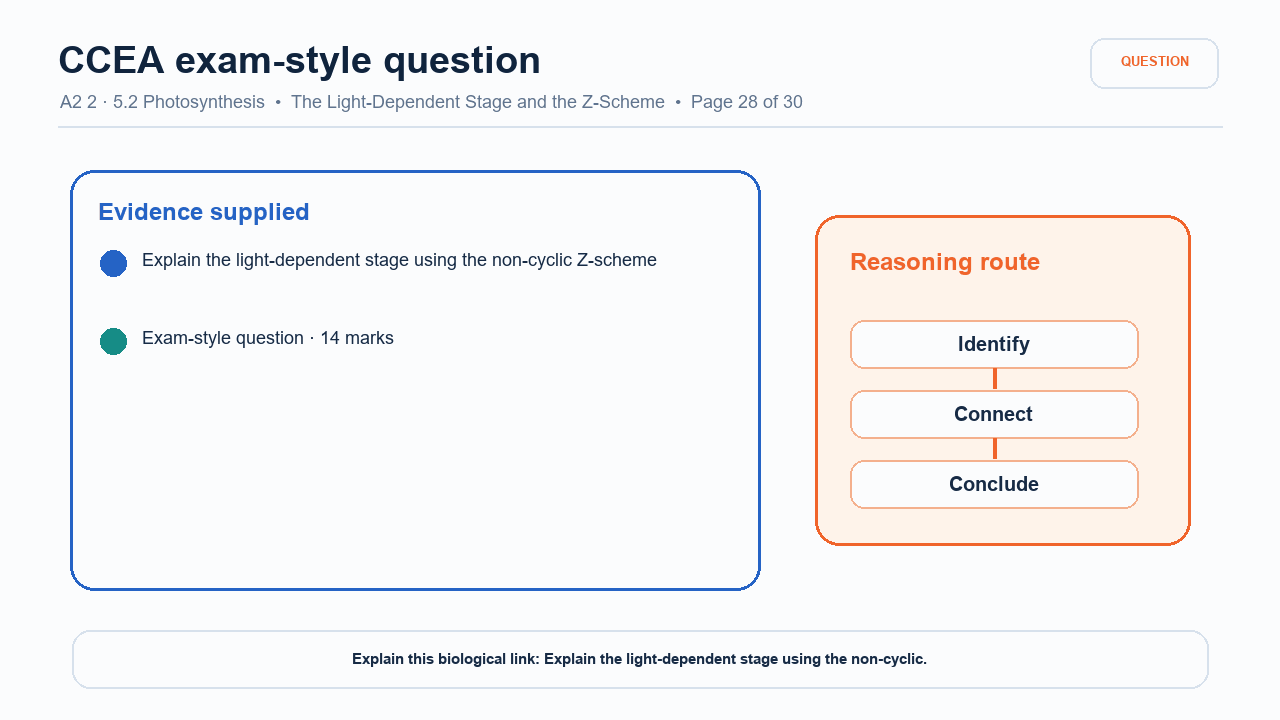 CCEA exam-style question
QUESTION
A2 2 · 5.2 Photosynthesis • The Light-Dependent Stage and the Z-Scheme • Page 28 of 30
Evidence supplied
Explain the light-dependent stage using the non-cyclic Z-scheme
Exam-style question · 14 marks
Reasoning route
Identify
Connect
Conclude
Explain this biological link: Explain the light-dependent stage using the non-cyclic.